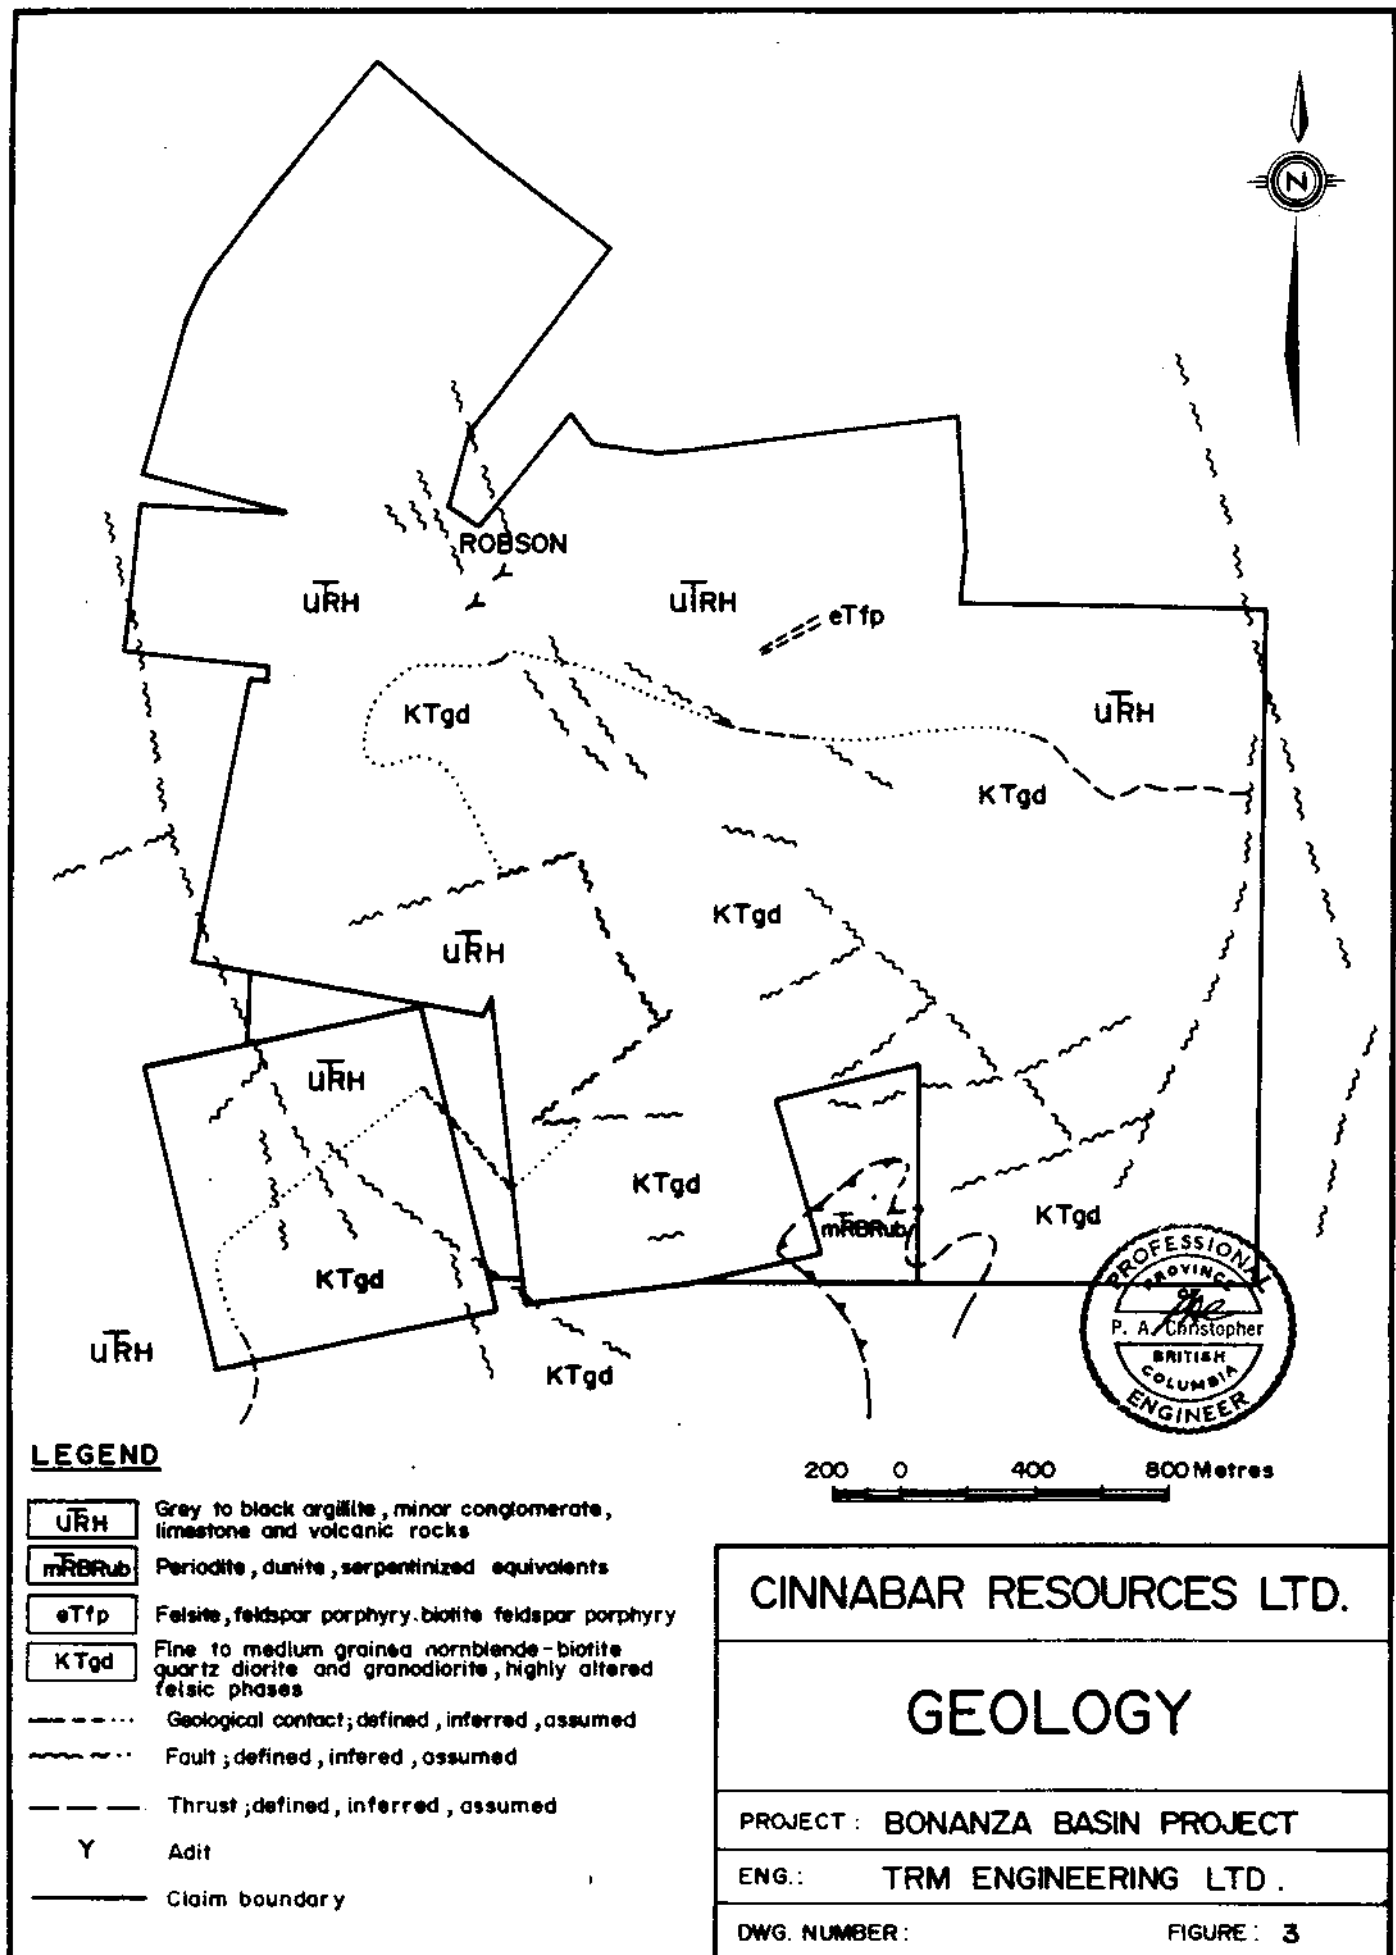 N
ROBSON
uTRH
uTRH
eTfp
KTgd
uTRH
KTgd
KTgd
uTRH
uTRH
KTgd
mTRBRub
KTgd
KTgd
uTRH
KTgd
PROFESSIONAL
PROVINCE
OF
P. A. Christopher
BRITISH
COLUMBIA
ENGINEER
LEGEND
200 0 400 800 Metres
uTRH Grey to black argillite, minor conglomerate,
limestone and volcanic rocks
mTRBRub Periodite, dunite, serpentinized equivalents
eTfp Felsite, feldspar porphyry. biotite feldspar porphyry
KTgd Fine to medium grained nornblende-biotite
quartz diorite and granodiorite, highly altered
felsic phases
Geological contact; defined, inferred, assumed
Fault; defined, infered, assumed
Thrust; defined, inferred, assumed
Y Adit
Claim boundary
CINNABAR RESOURCES LTD.
GEOLOGY
PROJECT: BONANZA BASIN PROJECT
ENG.: TRM ENGINEERING LTD.
DWG. NUMBER: FIGURE: 3